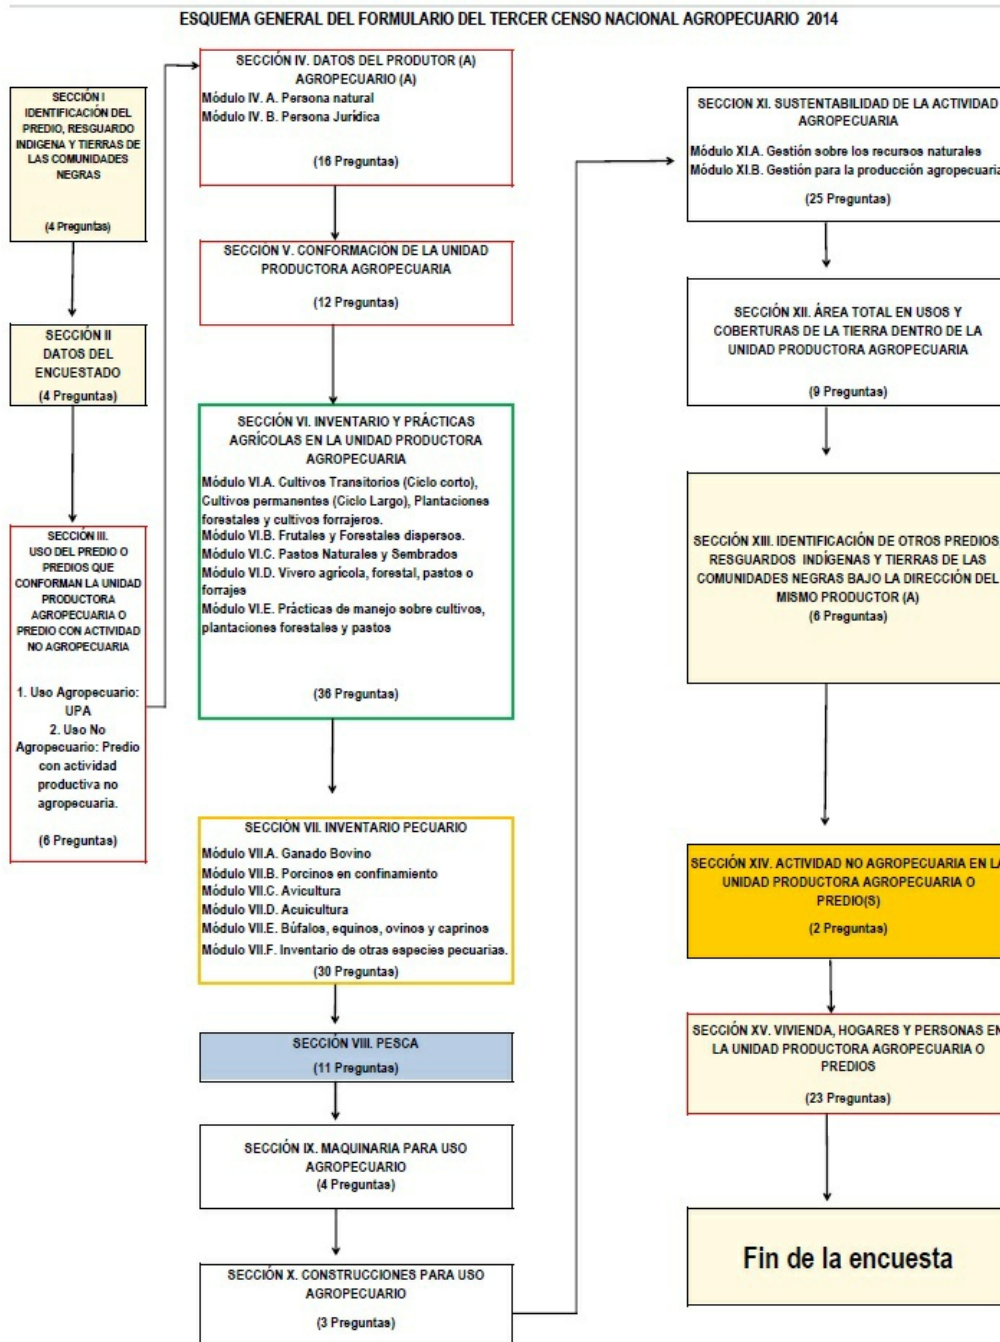 ESQUEMA GENERAL DEL FORMULARIO DEL TERCER CENSO NACIONAL AGROPECUARIO 2014
SECCIÓN I
IDENTIFICACIÓN DEL
PREDIO, RESGUARDO
INDIGENA Y TIERRAS DE
LAS COMUNIDADES
NEGRAS
(4 Preguntas)
SECCIÓN II
DATOS DEL
ENCUESTADO
(4 Preguntas)
SECCIÓN III.
USO DEL PREDIO O
PREDIOS QUE
CONFORMAN LA UNIDAD
PRODUCTORA
AGROPECUARIA O
PREDIO CON ACTIVIDAD
NO AGROPECUARIA
1. Uso Agropecuario:
UPA
2. Uso No
Agropecuario: Predio
con actividad
productiva no
agropecuaria.
(6 Preguntas)
SECCIÓN IV. DATOS DEL PRODUTOR (A)
AGROPECUARIO (A)
Módulo IV. A. Persona natural
Módulo IV. B. Persona Jurídica
(16 Preguntas)
SECCIÓN V. CONFORMACIÓN DE LA UNIDAD
PRODUCTORA AGROPECUARIA
(12 Preguntas)
SECCIÓN VI. INVENTARIO Y PRÁCTICAS
AGRÍCOLAS EN LA UNIDAD PRODUCTORA
AGROPECUARIA
Módulo VI.A. Cultivos Transitorios (Ciclo corto),
Cultivos permanentes (Ciclo Largo), Plantaciones
forestales y cultivos forrajeros.
Módulo VI.B. Frutales y Forestales dispersos.
Módulo VI.C. Pastos Naturales y Sembrados
Módulo VI.D. Vivero agrícola, forestal, pastos o
forrajes
Módulo VI.E. Prácticas de manejo sobre cultivos,
plantaciones forestales y pastos
(36 Preguntas)
SECCIÓN VII. INVENTARIO PECUARIO
Módulo VII.A. Ganado Bovino
Módulo VII.B. Porcinos en confinamiento
Módulo VII.C. Avicultura
Módulo VII.D. Acuicultura
Módulo VII.E. Búfalos, equinos, ovinos y caprinos
Módulo VII.F. Inventario de otras especies pecuarias.
(30 Preguntas)
SECCIÓN VIII. PESCA
(11 Preguntas)
SECCIÓN IX. MAQUINARIA PARA USO
AGROPECUARIO
(4 Preguntas)
SECCIÓN X. CONSTRUCCIONES PARA USO
AGROPECUARIO
(3 Preguntas)
SECCION XI. SUSTENTABILIDAD DE LA ACTIVIDAD
AGROPECUARIA
Módulo XI.A. Gestión sobre los recursos naturales
Módulo XI.B. Gestión para la producción agropecuaria
(25 Preguntas)
SECCIÓN XII. ÁREA TOTAL EN USOS Y
COBERTURAS DE LA TIERRA DENTRO DE LA
UNIDAD PRODUCTORA AGROPECUARIA
(9 Preguntas)
SECCIÓN XIII. IDENTIFICACIÓN DE OTROS PREDIOS,
RESGUARDOS INDÍGENAS Y TIERRAS DE LAS
COMUNIDADES NEGRAS BAJO LA DIRECCIÓN DEL
MISMO PRODUCTOR (A)
(6 Preguntas)
SECCIÓN XIV. ACTIVIDAD NO AGROPECUARIA EN LA
UNIDAD PRODUCTORA AGROPECUARIA O
PREDIO(S)
(2 Preguntas)
SECCIÓN XV. VIVIENDA, HOGARES Y PERSONAS EN
LA UNIDAD PRODUCTORA AGROPECUARIA O
PREDIOS
(23 Preguntas)
Fin de la encuesta